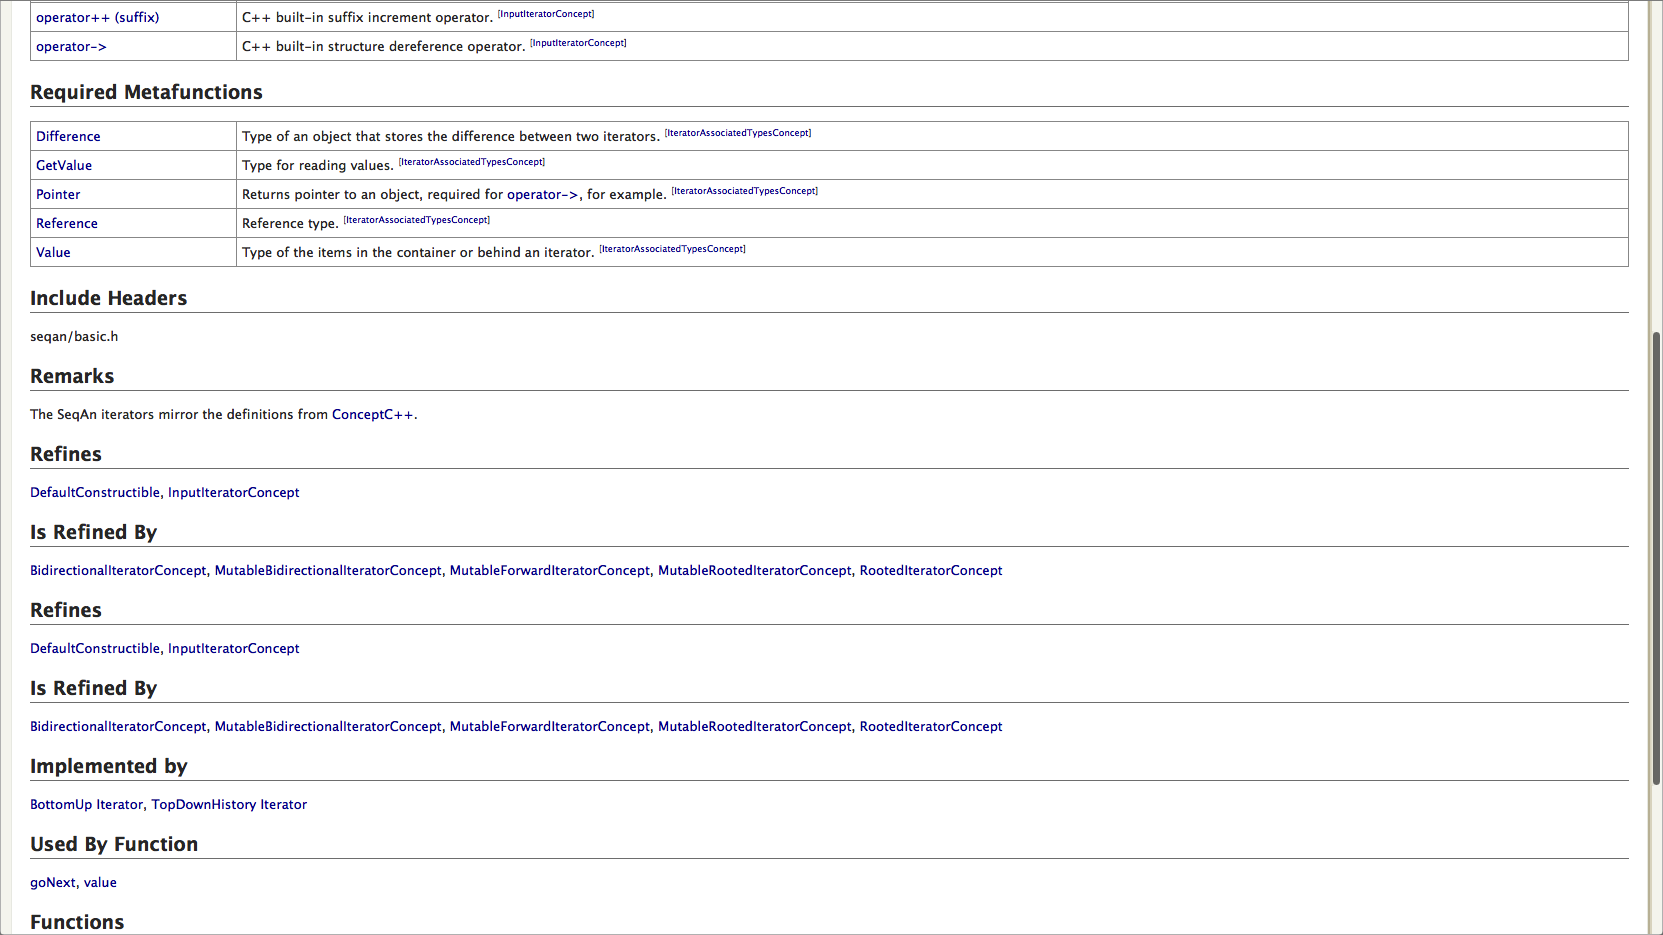 operator++ (suffix) C++ built-in suffix increment operator. [InputIteratorConcept]
operator-> C++ built-in structure dereference operator. [InputIteratorConcept]
Required Metafunctions
Difference Type of an object that stores the difference between two iterators. [IteratorAssociatedTypesConcept]
GetValue Type for reading values. [IteratorAssociatedTypesConcept]
Pointer Returns pointer to an object, required for operator->, for example. [IteratorAssociatedTypesConcept]
Reference Reference type. [IteratorAssociatedTypesConcept]
Value Type of the items in the container or behind an iterator. [IteratorAssociatedTypesConcept]
Include Headers
seqan/basic.h
Remarks
The SeqAn iterators mirror the definitions from ConceptC++.
Refines
DefaultConstructible, InputIteratorConcept
Is Refined By
BidirectionalIteratorConcept, MutableBidirectionalIteratorConcept, MutableForwardIteratorConcept, MutableRootedIteratorConcept, RootedIteratorConcept
Refines
DefaultConstructible, InputIteratorConcept
Is Refined By
BidirectionalIteratorConcept, MutableBidirectionalIteratorConcept, MutableForwardIteratorConcept, MutableRootedIteratorConcept, RootedIteratorConcept
Implemented by
BottomUp Iterator, TopDownHistory Iterator
Used By Function
goNext, value
Functions